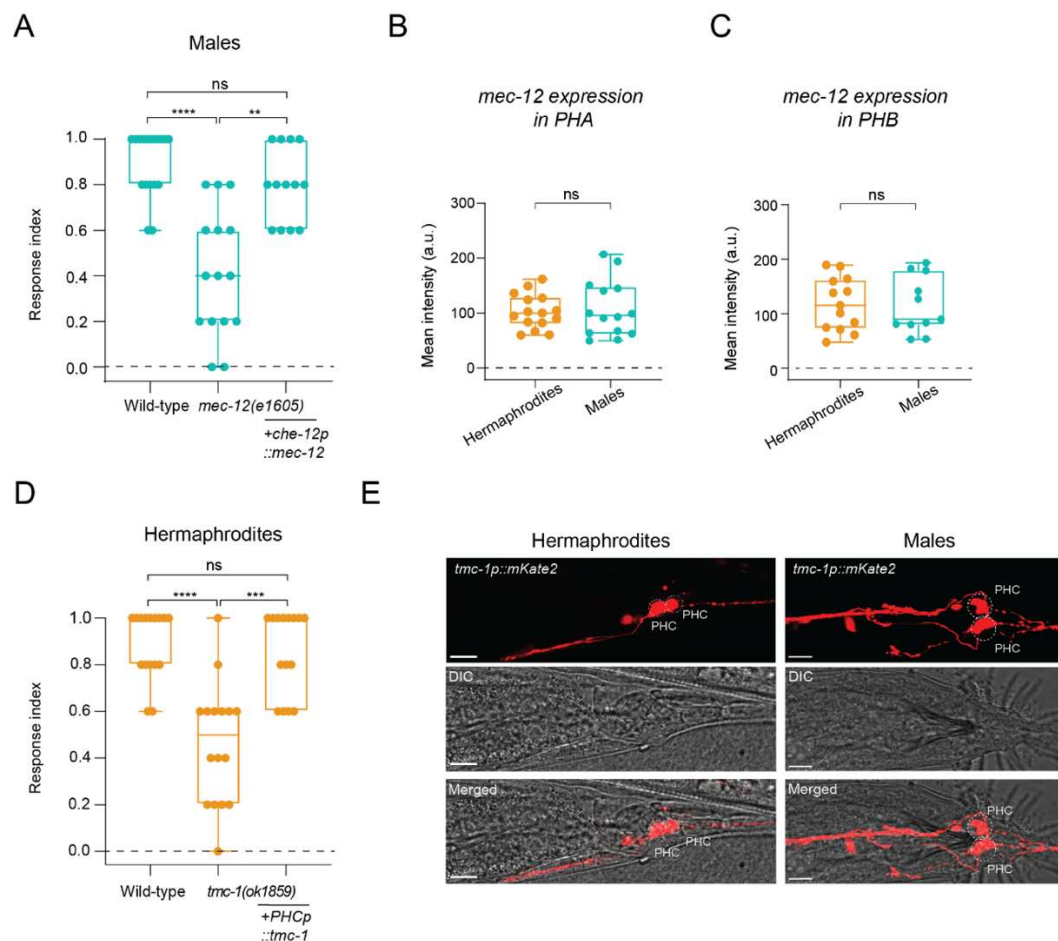 A
Males
ns
****
**
1.0
0.8
0.6
0.4
0.2
0.0
Response index
Wild-type
mec-12(e1605)
+che-12p
::mec-12
B
mec-12 expression
in PHA
ns
300
200
100
0
Mean intensity (a.u.)
Hermaphrodites
Males
C
mec-12 expression
in PHB
ns
300
200
100
0
Mean intensity (a.u.)
Hermaphrodites
Males
D
Hermaphrodites
ns
****
***
1.0
0.8
0.6
0.4
0.2
0.0
Response index
Wild-type
tmc-1(ok1859)
+PHCp
::tmc-1
E
Hermaphrodites
Males
tmc-1p::mKate2
PHC
PHC
tmc-1p::mKate2
PHC
PHC
DIC
DIC
Merged
PHC
PHC
Merged
PHC
PHC